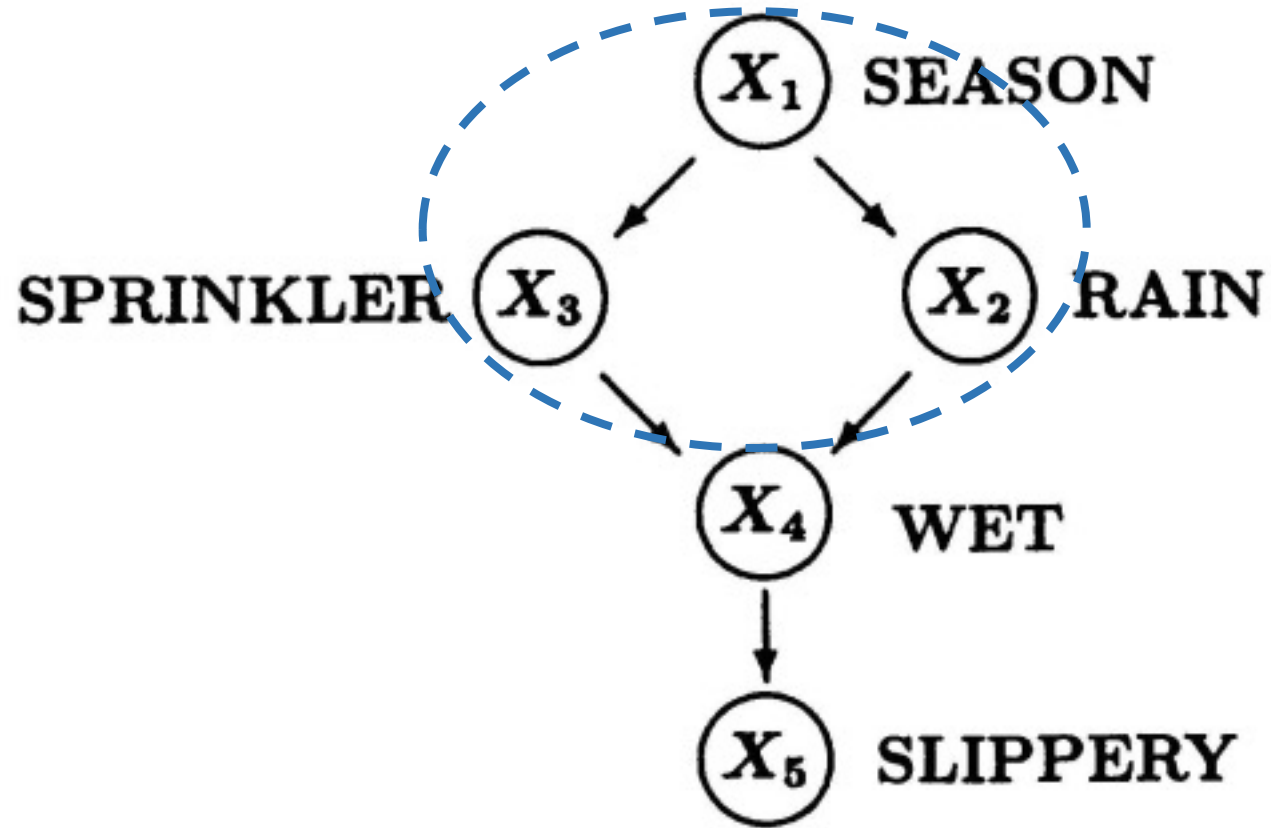 X₁ SEASON
SPRINKLER X₃ X₂ RAIN
X₄ WET
X₅ SLIPPERY